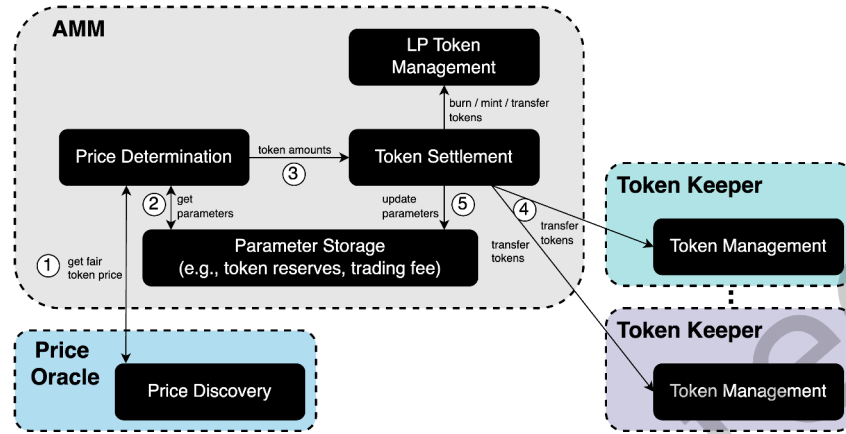 AMM
LP Token
Management
burn / mint / transfer
tokens
Price Determination
token amounts
3
Token Settlement
2
get
parameters
update
parameters
5
4
transfer
tokens
Parameter Storage
(e.g., token reserves, trading fee)
transfer
tokens
1
get fair
token price
Token Keeper
Token Management
Token Keeper
Token Management
Price
Oracle
Price Discovery